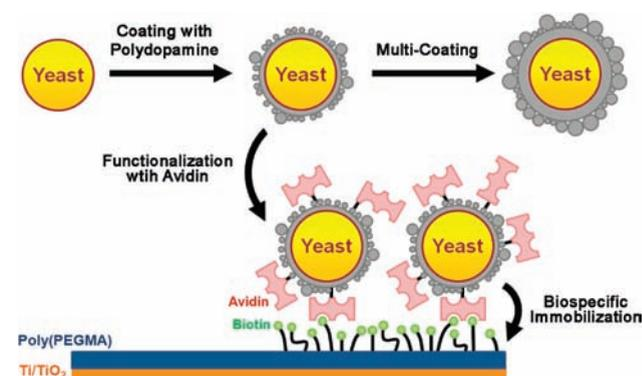 Coating with
Polydopamine
Multi-Coating
Yeast
Yeast
Yeast
Functionalization
wtih Avidin
Yeast
Yeast
Avidin
Biotin
Biospecific
Immobilization
Poly(PEGMA)
Ti/TiO₂